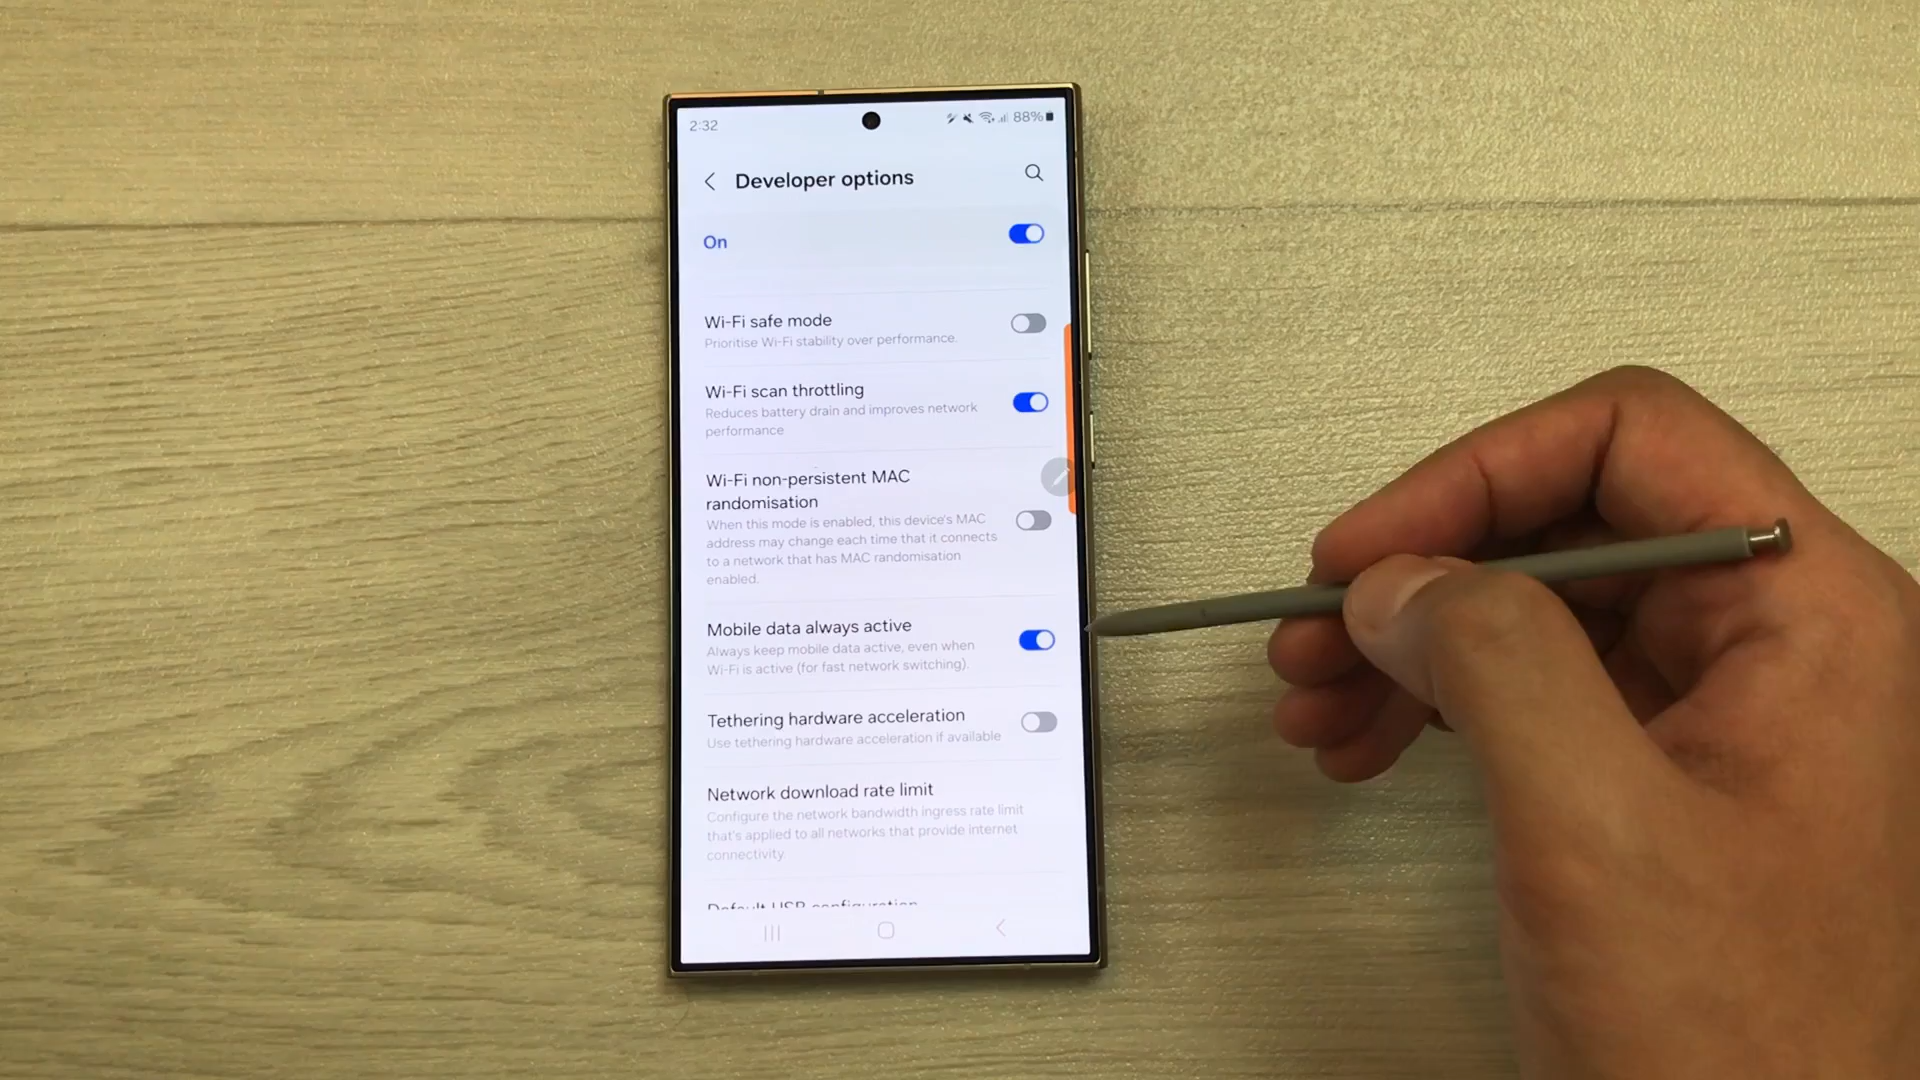 2:32
88%
Developer options
On
Wi-Fi safe mode
Prioritise Wi-Fi stability over performance.
Wi-Fi scan throttling
Reduces battery drain and improves network
performance
Wi-Fi non-persistent MAC
randomisation
When this mode is enabled, this device's MAC
address may change each time that it connects
to a network that has MAC randomisation
enabled.
Mobile data always active
Always keep mobile data active, even when
Wi-Fi is active (for fast network switching).
Tethering hardware acceleration
Use tethering hardware acceleration if available
Network download rate limit
Configure the network bandwidth ingress rate limit
that's applied to all networks that provide internet
connectivity
Default USB configuration